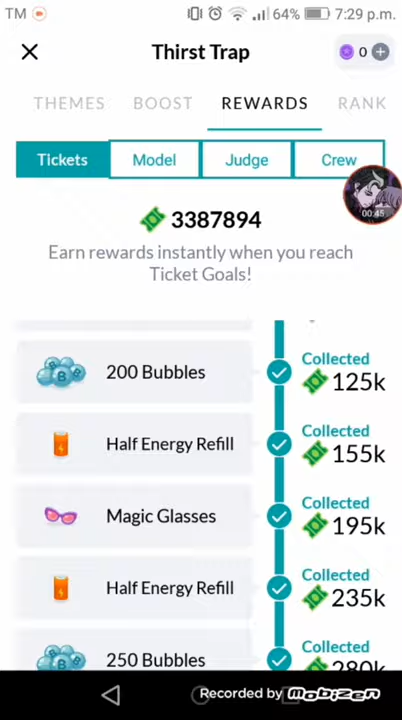 TM 64% 7:29 p.m.
Thirst Trap 0
THEMES BOOST REWARDS RANK
Tickets Model Judge Crew
00:45
3387894
Earn rewards instantly when you reach
Ticket Goals!
200 Bubbles Collected 125k
Half Energy Refill Collected 155k
Magic Glasses Collected 195k
Half Energy Refill Collected 235k
250 Bubbles Collected 280k
Recorded by Mobizen